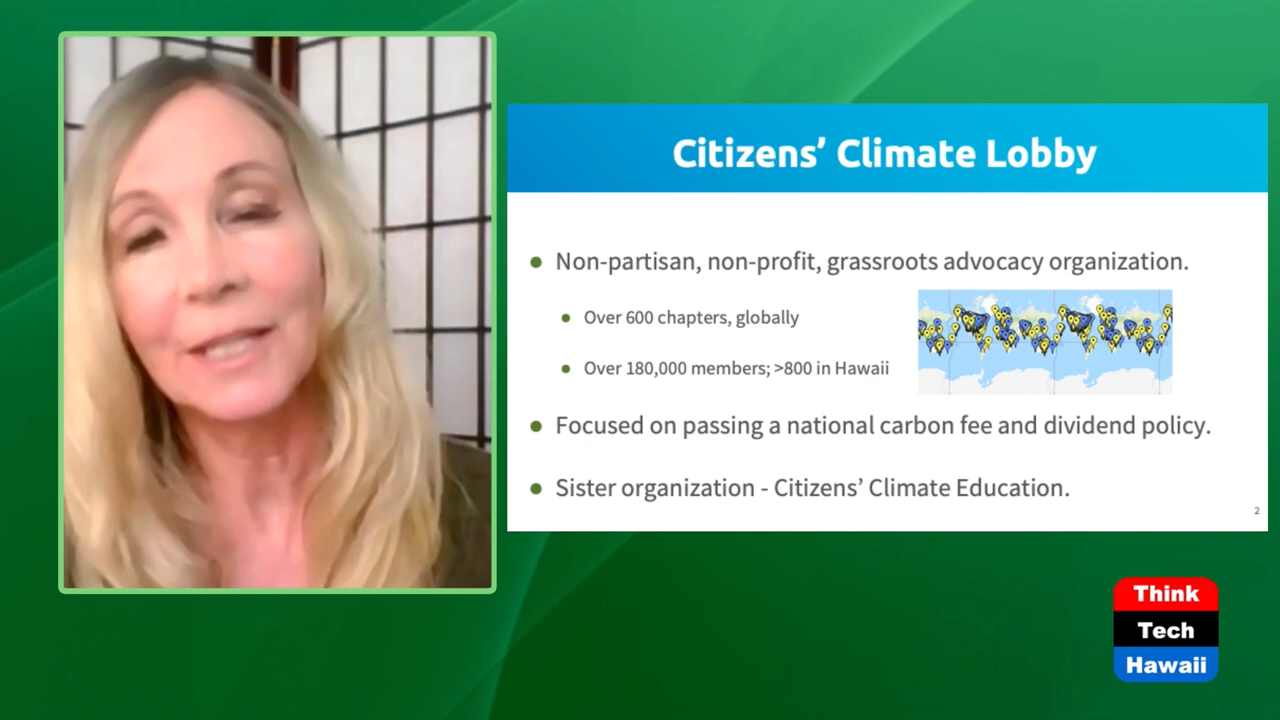 Citizens’ Climate Lobby
Non-partisan, non-profit, grassroots advocacy organization.
Over 600 chapters, globally
Over 180,000 members; >800 in Hawaii
Focused on passing a national carbon fee and dividend policy.
Sister organization - Citizens’ Climate Education.
2
Think
Tech
Hawaii